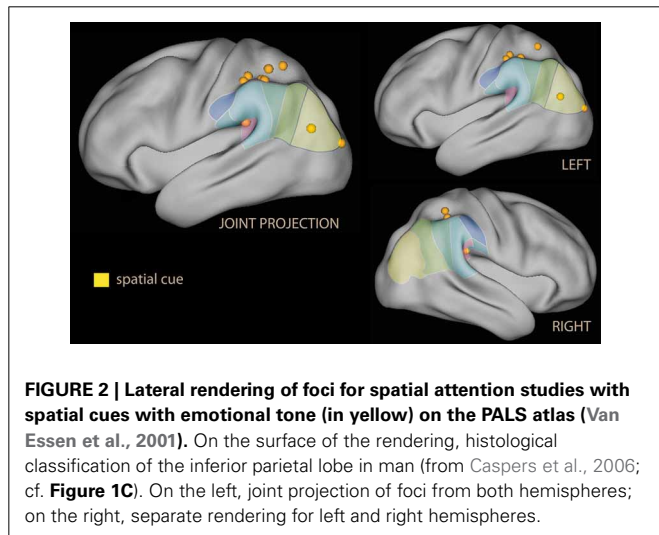 LEFT
JOINT PROJECTION
spatial cue
RIGHT
FIGURE 2 | Lateral rendering of foci for spatial attention studies with
spatial cues with emotional tone (in yellow) on the PALS atlas (Van
Essen et al., 2001). On the surface of the rendering, histological
classification of the inferior parietal lobe in man (from Caspers et al., 2006;
cf. Figure 1C). On the left, joint projection of foci from both hemispheres;
on the right, separate rendering for left and right hemispheres.